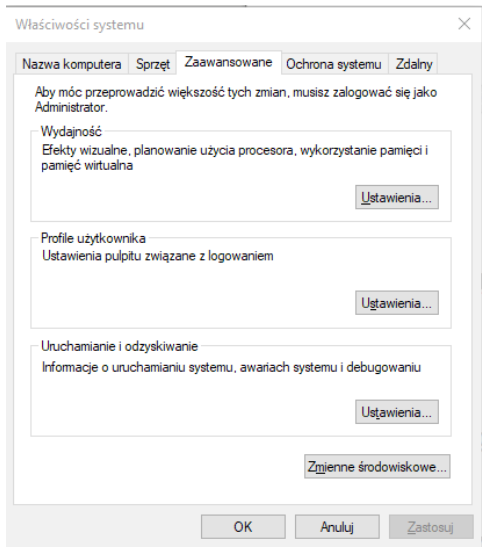 Właściwości systemu
Nazwa komputera Sprzęt Zaawansowane Ochrona systemu Zdalny
Aby móc przeprowadzić większość tych zmian, musisz zalogować się jako
Administrator.
Wydajność
Efekty wizualne, planowanie użycia procesora, wykorzystanie pamięci i
pamięć wirtualna
Ustawienia...
Profile użytkownika
Ustawienia pulpitu związane z logowaniem
Ustawienia...
Uruchamianie i odzyskiwanie
Informacje o uruchamianiu systemu, awariach systemu i debugowaniu
Ustawienia...
Zmienne środowiskowe...
OK Anuluj Zastosuj